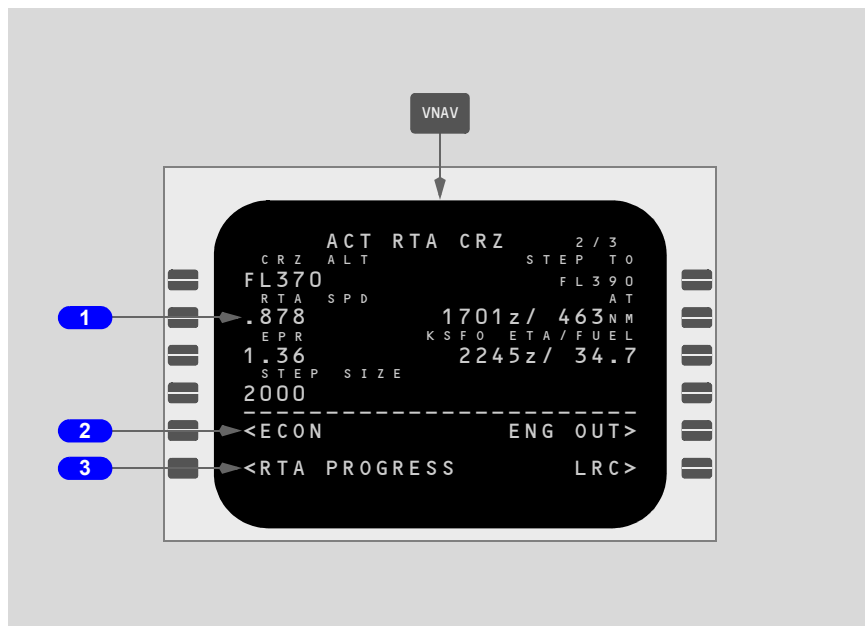 VNAV
ACT RTA CRZ 2/3
CRZ ALT STEP TO
FL370 FL390
RTA SPD AT
1 .878 1701z/ 463NM
EPR KSFO ETA/FUEL
1.36 2245z/ 34.7
STEP SIZE
2000
------------------------
2 <ECON ENG OUT>
3 <RTA PROGRESS LRC>